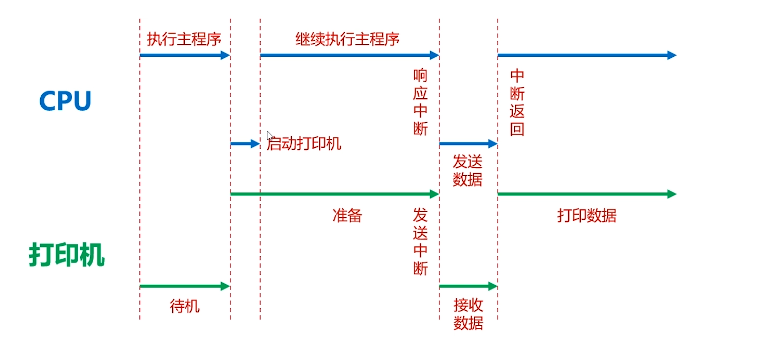 执行主程序
继续执行主程序
响应中断
中断返回
CPU
启动打印机
发送
数据
准备
发送中断
打印数据
打印机
待机
接收
数据